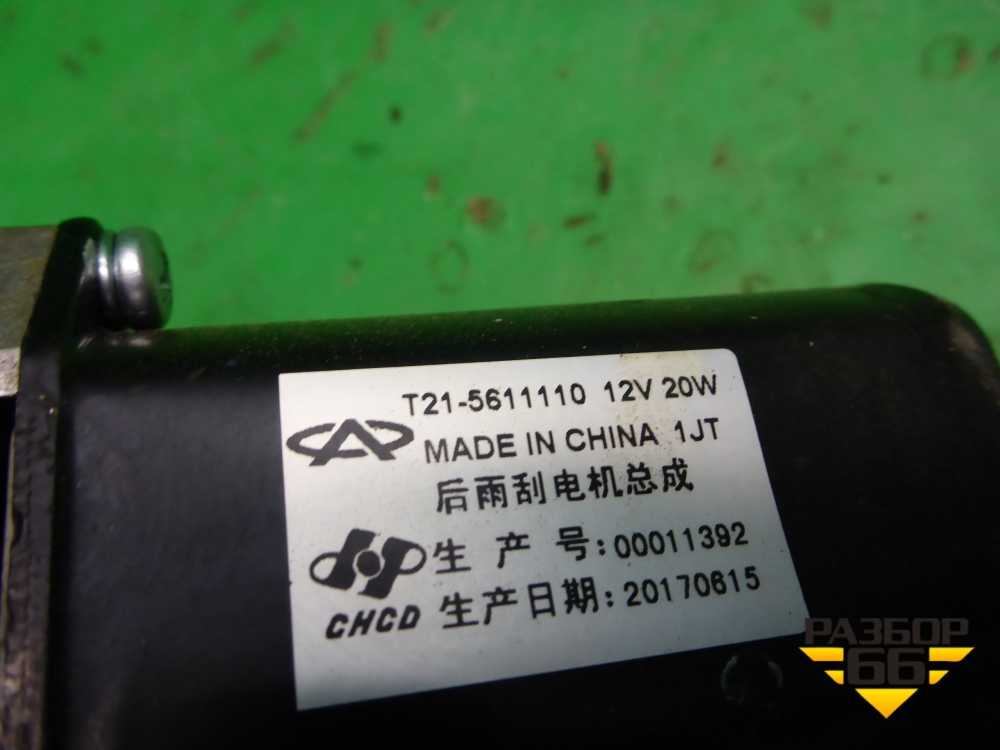 T21-5611110 12V 20W
MADE IN CHINA 1JT
后雨刮电机总成
生产号:00011392
CHCD
生产日期:20170615
РАЗБОР
66